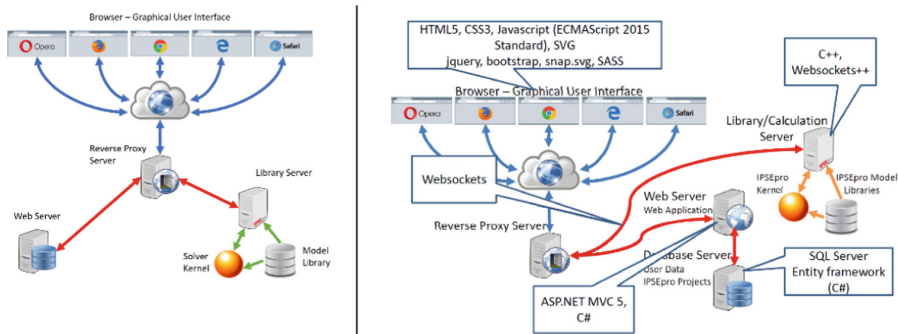 Browser – Graphical User Interface
Opera
Safari
Reverse Proxy
Server
Library Server
Web Server
Solver
Kernel
Model
Library
HTML5, CSS3, Javascript (ECMAScript 2015
Standard), SVG
jquery, bootstrap, snap.svg, SASS
Browser – Graphical User Interface
Opera
Safari
C++,
Websockets++
Library/Calculation
Server
IPSEpro
Kernel
IPSEpro Model
Libraries
Websockets
Web Server
Web Application
Reverse Proxy Server
Database Server
User Data
IPSEpro Projects
ASP.NET MVC 5,
C#
SQL Server
Entity framework
(C#)